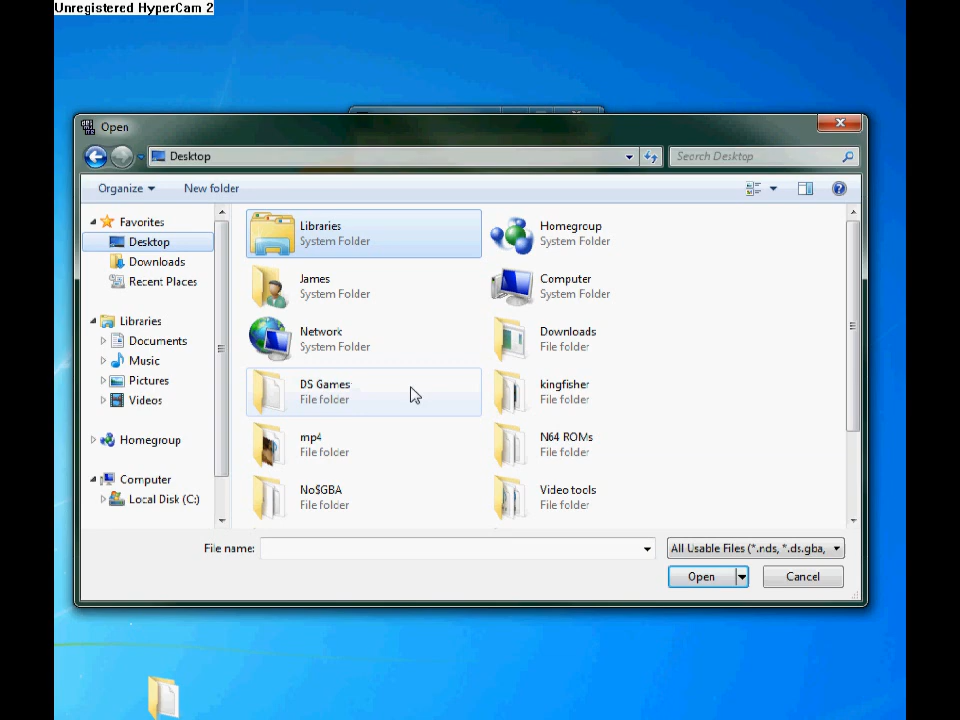 Unregistered HyperCam 2
Open
Desktop
Search Desktop
Organize
New folder
Favorites
Desktop
Downloads
Recent Places
Libraries
Documents
Music
Pictures
Videos
Homegroup
Computer
Local Disk (C:)
Libraries
System Folder
Homegroup
System Folder
James
System Folder
Computer
System Folder
Network
System Folder
Downloads
File folder
DS Games
File folder
kingfisher
File folder
mp4
File folder
N64 ROMs
File folder
No$GBA
File folder
Video tools
File folder
File name:
All Usable Files (*.nds, *.ds.gba,
Open
Cancel